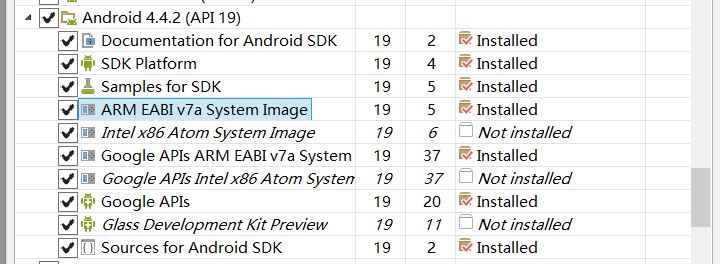 Android 4.4.2 (API 19)
Documentation for Android SDK 19 2 Installed
SDK Platform 19 4 Installed
Samples for SDK 19 5 Installed
ARM EABI v7a System Image 19 5 Installed
Intel x86 Atom System Image 19 6 Not installed
Google APIs ARM EABI v7a System 19 37 Installed
Google APIs Intel x86 Atom System 19 37 Not installed
Google APIs 19 20 Installed
Glass Development Kit Preview 19 11 Not installed
Sources for Android SDK 19 2 Installed